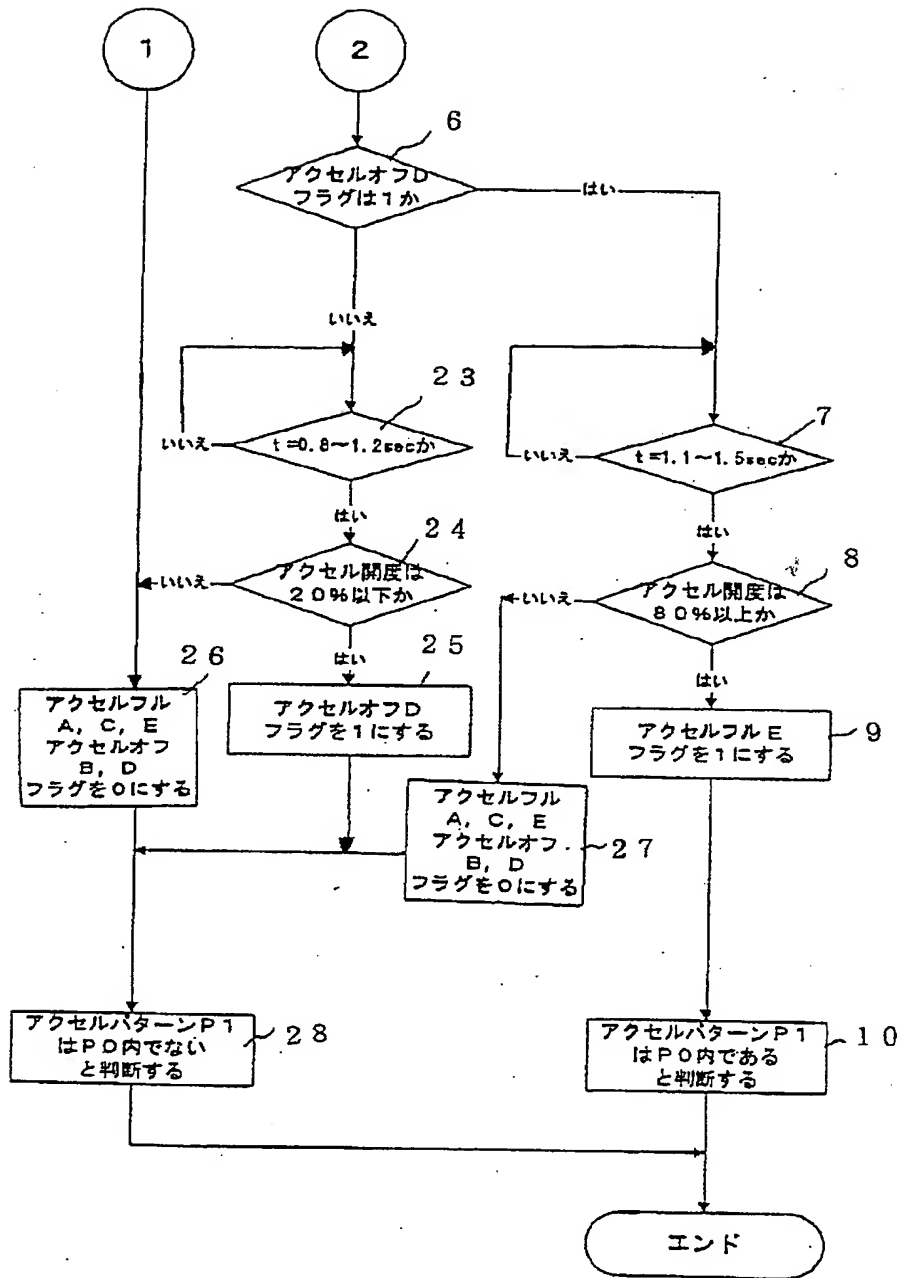 1
2
6
アクセルオフD
フラグは1か
はい
いいえ
23
t=0.8～1.2secか
いいえ
7
t=1.1～1.5secか
いいえ
はい
24
アクセル開度は
20%以下か
いいえ
はい
8
アクセル開度は
80%以上か
いいえ
26
アクセルフル
A, C, E
アクセルオフ
B, D
フラグを0にする
はい
25
アクセルオフD
フラグを1にする
はい
アクセルフルE
フラグを1にする
9
アクセルフル
A, C, E
アクセルオフ
B, D
フラグを0にする
27
アクセルパターンP1
はP0内でない
と判断する
28
アクセルパターンP1
はP0内である
と判断する
10
エンド